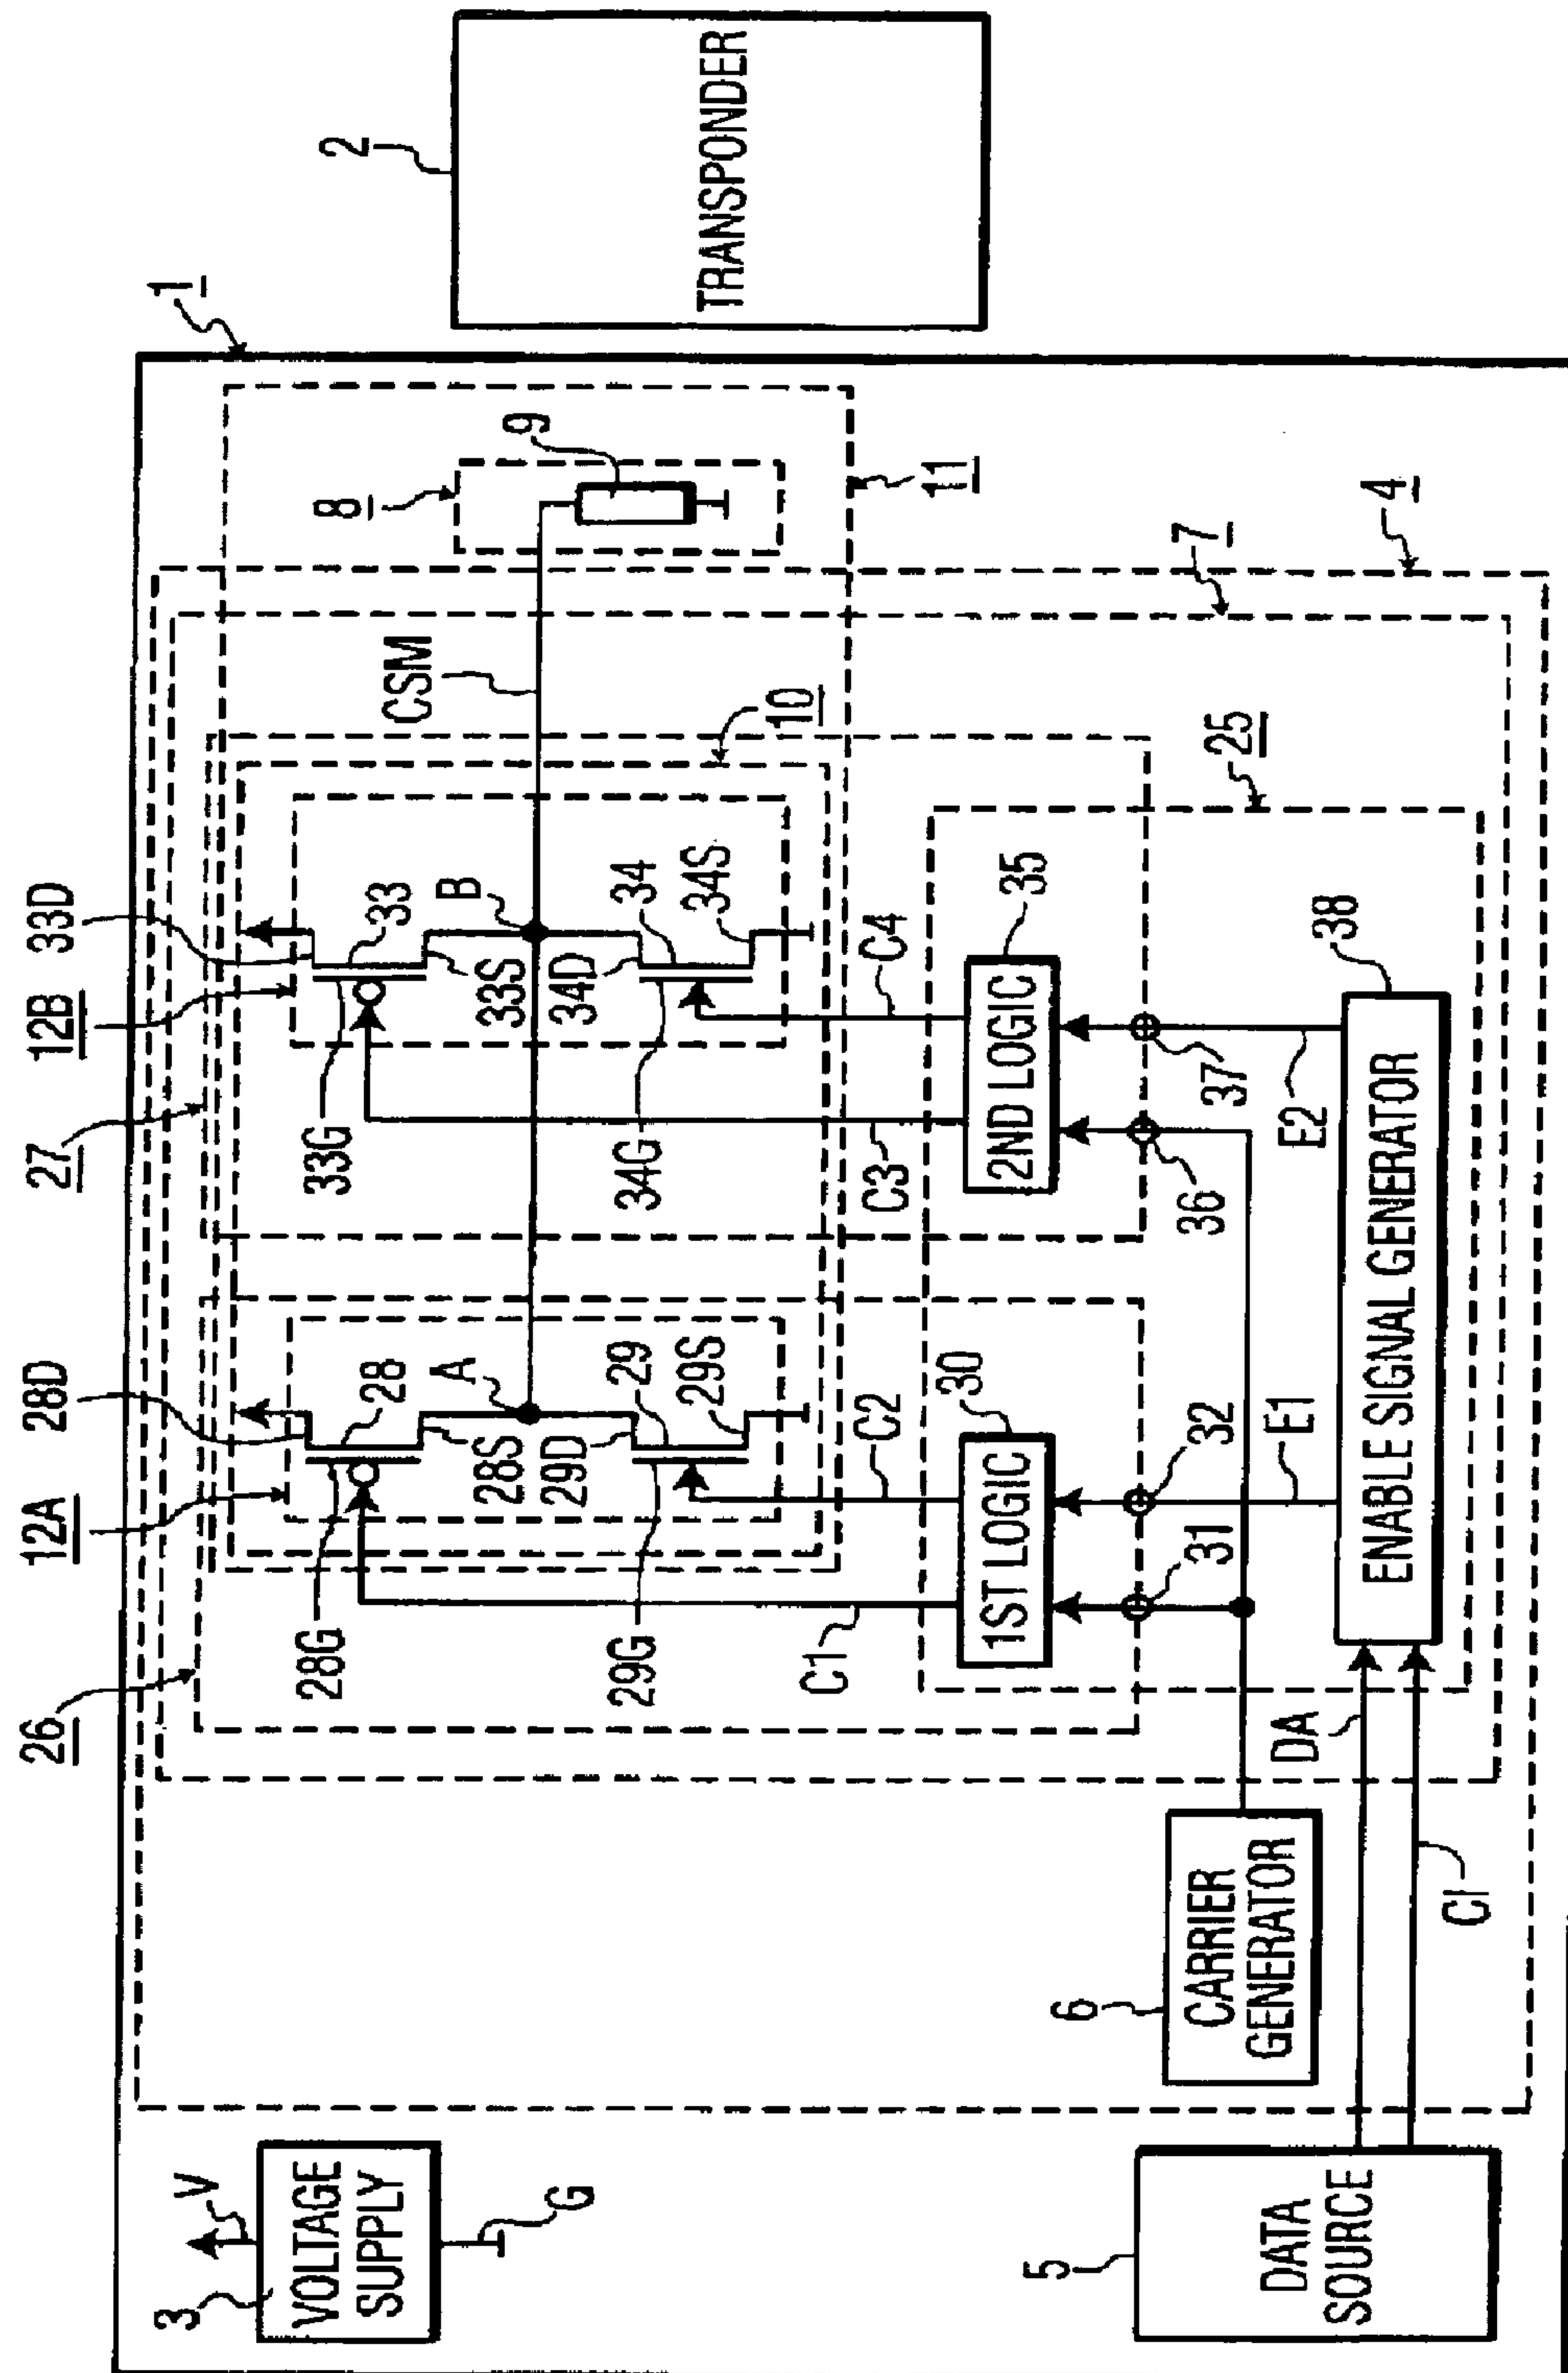 1
2
TRANSPONDER
3
VOLTAGE
SUPPLY
V
G
26
12A
28D
27
12B
33D
28G
28
28S
A
29D
29
29S
29G
33G
33
33S
B
34D
34
34S
34G
CSM
8
9
10
11
7
4
25
C1
C2
C3
C4
30
1ST LOGIC
35
2ND LOGIC
31
32
36
37
E1
E2
38
ENABLE SIGNAL GENERATOR
6
CARRIER
GENERATOR
5
DATA
SOURCE
DA
CI